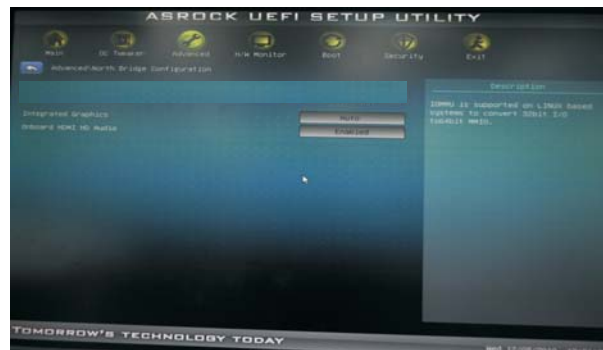 ASROCK UEFI SETUP UTILITY
Main
OC Tweaker
Advanced
H/W Monitor
Boot
Security
Exit
Advanced\North Bridge Configuration
Description
Integrated Graphics
Auto
Onboard HDMI HD Audio
Enabled
IOMMU is supported on LINUX based
systems to convert 32bit I/O
to64bit MMIO.
TOMORROW'S TECHNOLOGY TODAY
Wed